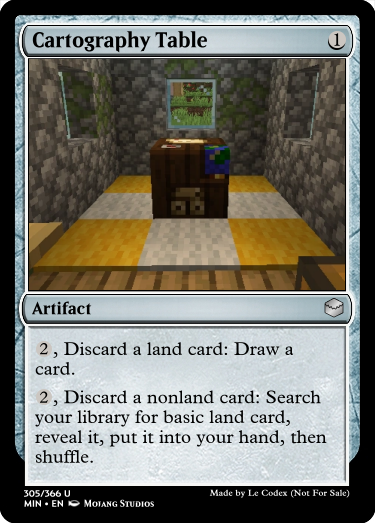 Cartography Table 1
Artifact
2, Discard a land card: Draw a
card.
2, Discard a nonland card: Search
your library for basic land card,
reveal it, put it into your hand, then
shuffle.
305/366 U Made by Le Codex (Not For Sale)
MIN • EN Mojang Studios